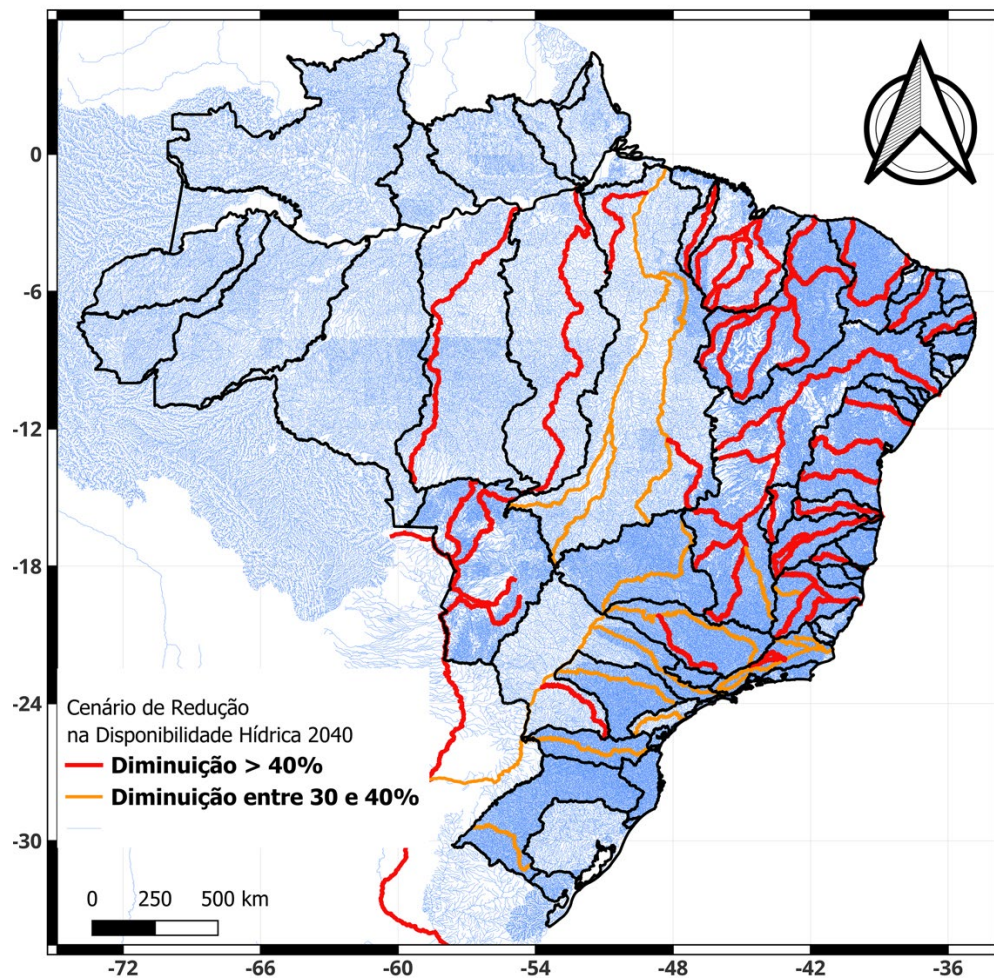 0
-6
-12
-18
-24
-30
Cenário de Redução
na Disponibilidade Hídrica 2040
Diminuição > 40%
Diminuição entre 30 e 40%
0 250 500 km
-72 -66 -60 -54 -48 -42 -36